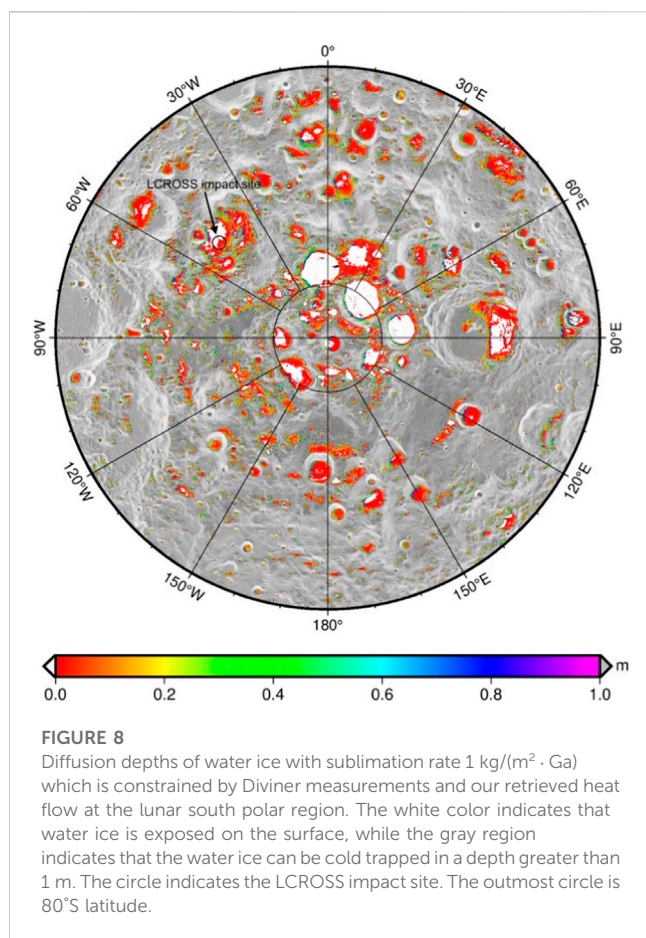 0°
30°W
30°E
LCROSS impact site
60°W
60°E
90°W
90°E
120°W
120°E
150°W
150°E
180°
m
0.0 0.2 0.4 0.6 0.8 1.0
FIGURE 8
Diffusion depths of water ice with sublimation rate 1 kg/(m² · Ga)
which is constrained by Diviner measurements and our retrieved heat
flow at the lunar south polar region. The white color indicates that
water ice is exposed on the surface, while the gray region
indicates that the water ice can be cold trapped in a depth greater than
1 m. The circle indicates the LCROSS impact site. The outmost circle is
80°S latitude.